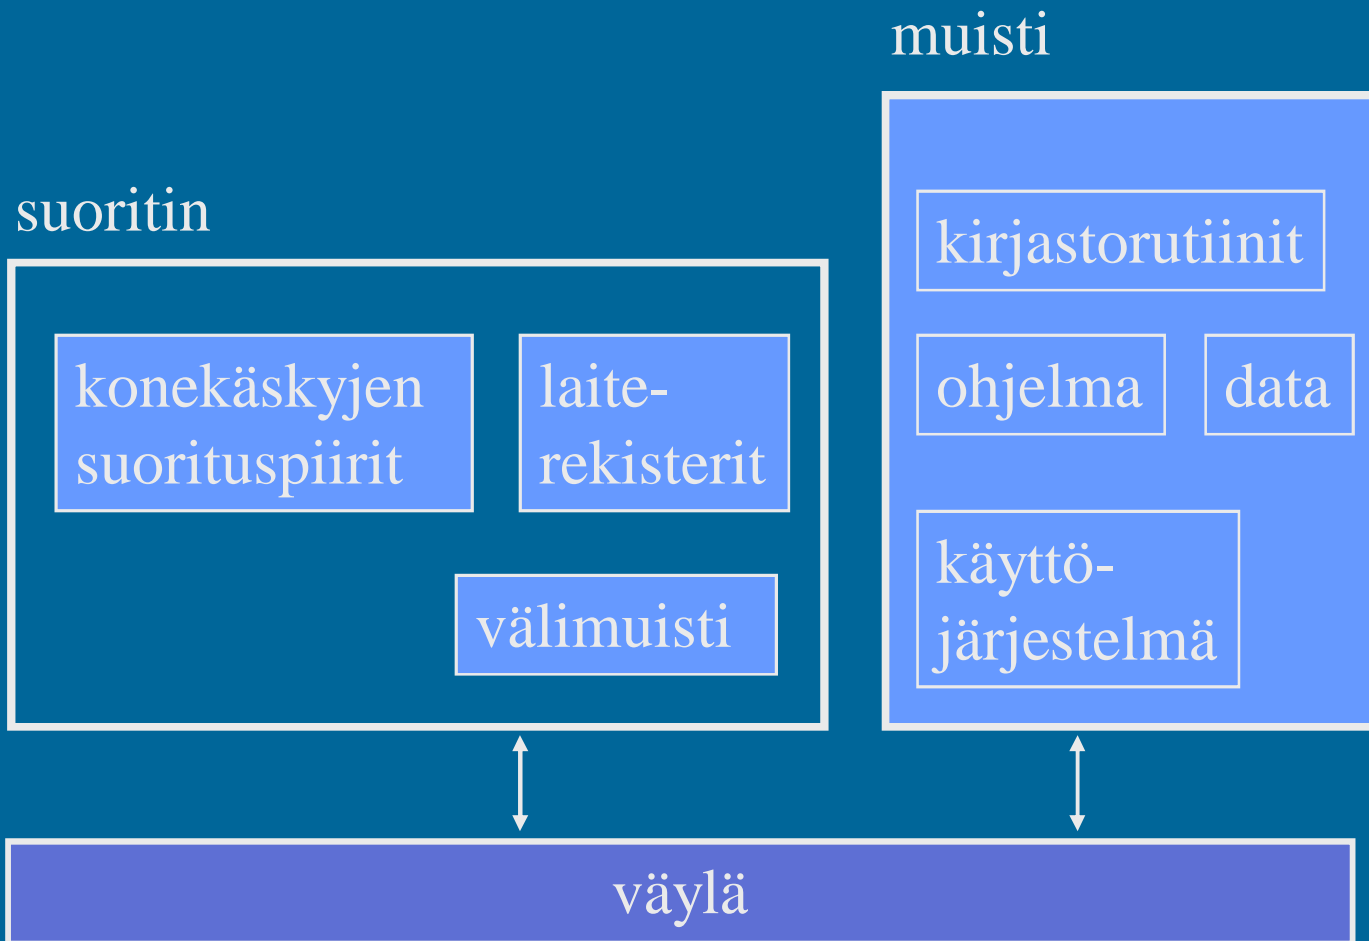 muisti
suoritin
kirjastorutiinit
konekäskyjen
suorituspiirit
laite-
rekisterit
ohjelma
data
välimuisti
käyttö-
järjestelmä
väylä